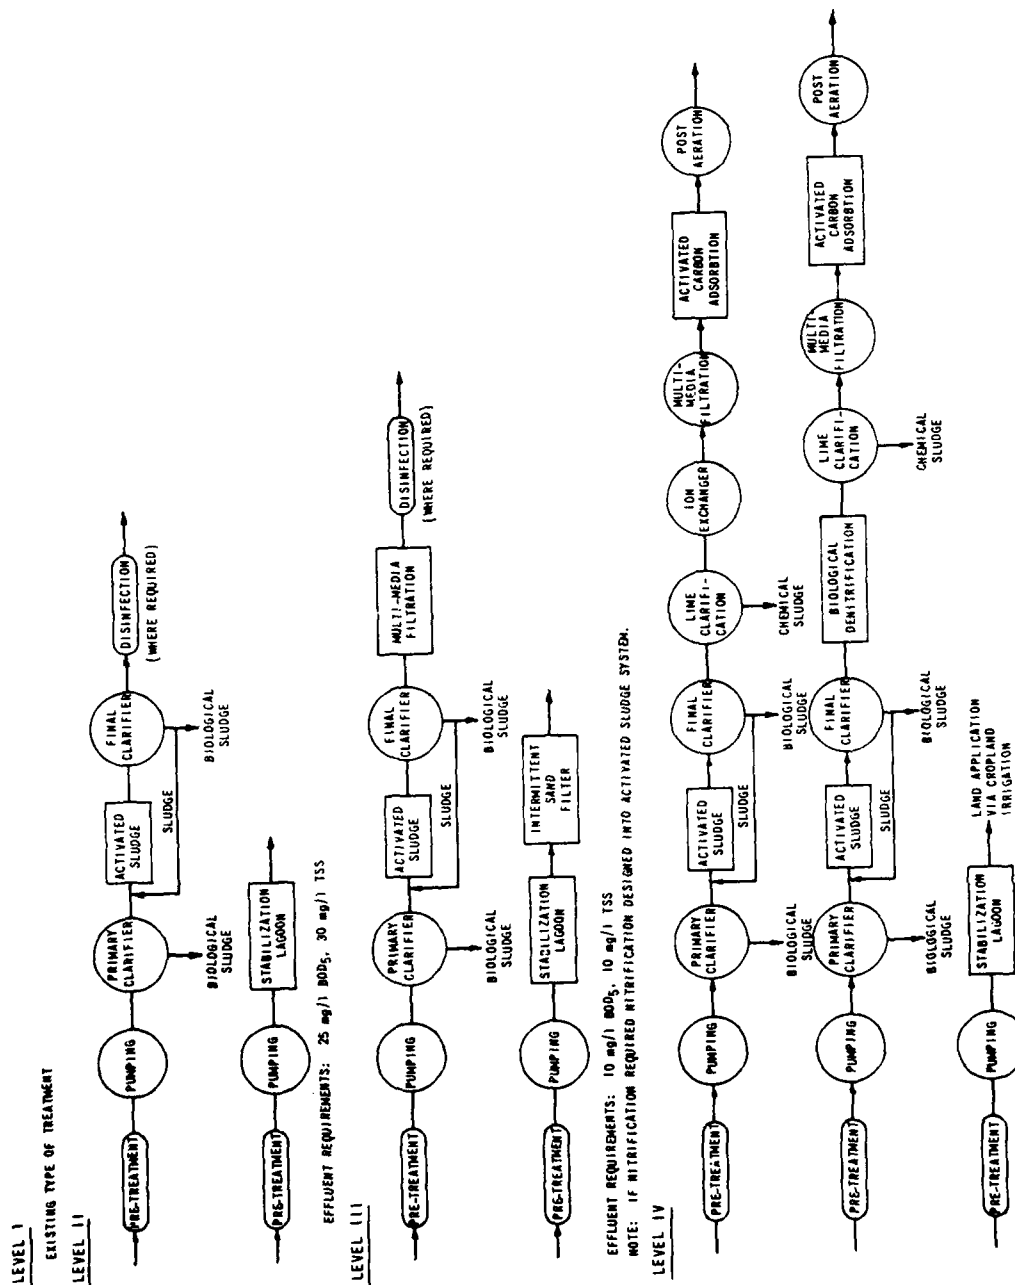 LEVEL I
EXISTING TYPE OF TREATMENT
LEVEL II
PRE-TREATMENT
PUMPING
PRIMARY
CLARIFIER
BIOLOGICAL
SLUDGE
ACTIVATED
SLUDGE
SLUDGE
FINAL
CLARIFIER
BIOLOGICAL
SLUDGE
DISINFECTION
(WHERE REQUIRED)
PRE-TREATMENT
PUMPING
STABILIZATION
LAGOON
EFFLUENT REQUIREMENTS: 25 mg/l BOD5, 30 mg/l TSS
LEVEL III
PRE-TREATMENT
PUMPING
PRIMARY
CLARIFIER
BIOLOGICAL
SLUDGE
ACTIVATED
SLUDGE
SLUDGE
FINAL
CLARIFIER
BIOLOGICAL
SLUDGE
MULTI-MEDIA
FILTRATION
DISINFECTION
(WHERE REQUIRED)
PRE-TREATMENT
PUMPING
STABILIZATION
LAGOON
INTERMITTENT
SAND
FILTER
EFFLUENT REQUIREMENTS: 10 mg/l BOD5, 10 mg/l TSS
NOTE: IF NITRIFICATION REQUIRED NITRIFICATION DESIGNED INTO ACTIVATED SLUDGE SYSTEM.
LEVEL IV
PRE-TREATMENT
PUMPING
PRIMARY
CLARIFIER
BIOLOGICAL
SLUDGE
ACTIVATED
SLUDGE
SLUDGE
FINAL
CLARIFIER
BIOLOGICAL
SLUDGE
LIME
CLARIFI-
CATION
CHEMICAL
SLUDGE
ION
EXCHANGER
MULTI-
MEDIA
FILTRATION
ACTIVATED
CARBON
ADSORBTION
POST
AERATION
PRE-TREATMENT
PUMPING
PRIMARY
CLARIFIER
BIOLOGICAL
SLUDGE
ACTIVATED
SLUDGE
SLUDGE
FINAL
CLARIFIER
BIOLOGICAL
SLUDGE
BIOLOGICAL
DENITRIFICATION
LIME
CLARIFI-
CATION
CHEMICAL
SLUDGE
MULTI-
MEDIA
FILTRATION
ACTIVATED
CARBON
ADSORBTION
POST
AERATION
PRE-TREATMENT
PUMPING
STABILIZATION
LAGOON
LAND APPLICATION
VIA CROPLAND
IRRIGATION